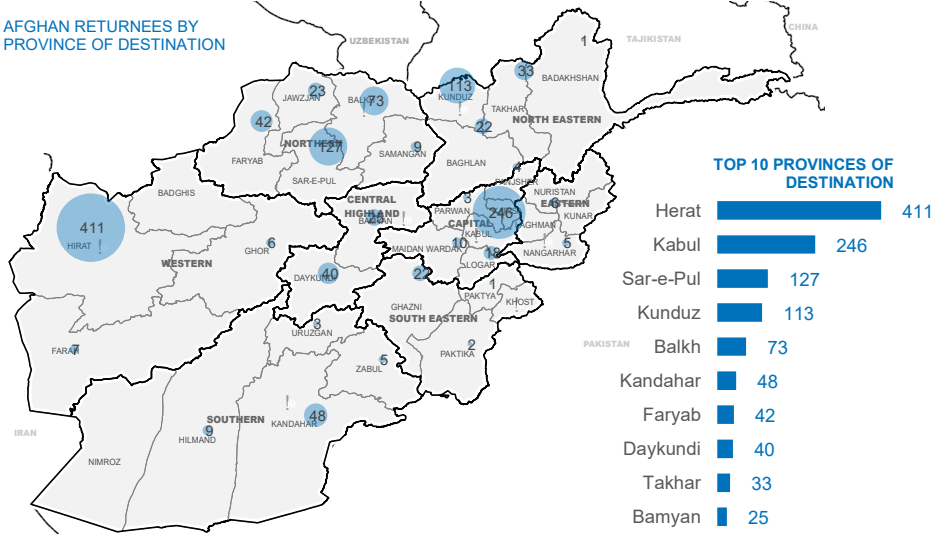 AFGHAN RETURNEES BY
PROVINCE OF DESTINATION
UZBEKISTAN
TAJIKISTAN
CHINA
1
33
BADAKHSHAN
113
KUNDUZ
23
JAWZJAN
73
42
TAKHAR
22
NORTH EASTERN
NORTHERN
127
9
SAMANGAN
FARYAB
BAGHLAN
4
SAR-E-PUL
BADGHIS
NURISTAN
3
CENTRAL
HIGHLAND
PARWAN
246
EASTERN
KUNAR
CAPITAL
KABUL
411
HIRAT
6
GHOR
MAIDAN WARDAK
10
18
LOGAR
5
NANGARHAR
WESTERN
DAYKUNDI
40
22
1
PAKTYA
KHOST
GHAZNI
SOUTH EASTERN
3
URUZGAN
2
PAKTIKA
PAKISTAN
7
FARAH
5
ZABUL
SOUTHERN
48
KANDAHAR
9
HILMAND
IRAN
NIMROZ
TOP 10 PROVINCES OF
DESTINATION
Herat 411
Kabul 246
Sar-e-Pul 127
Kunduz 113
Balkh 73
Kandahar 48
Faryab 42
Daykundi 40
Takhar 33
Bamyan 25